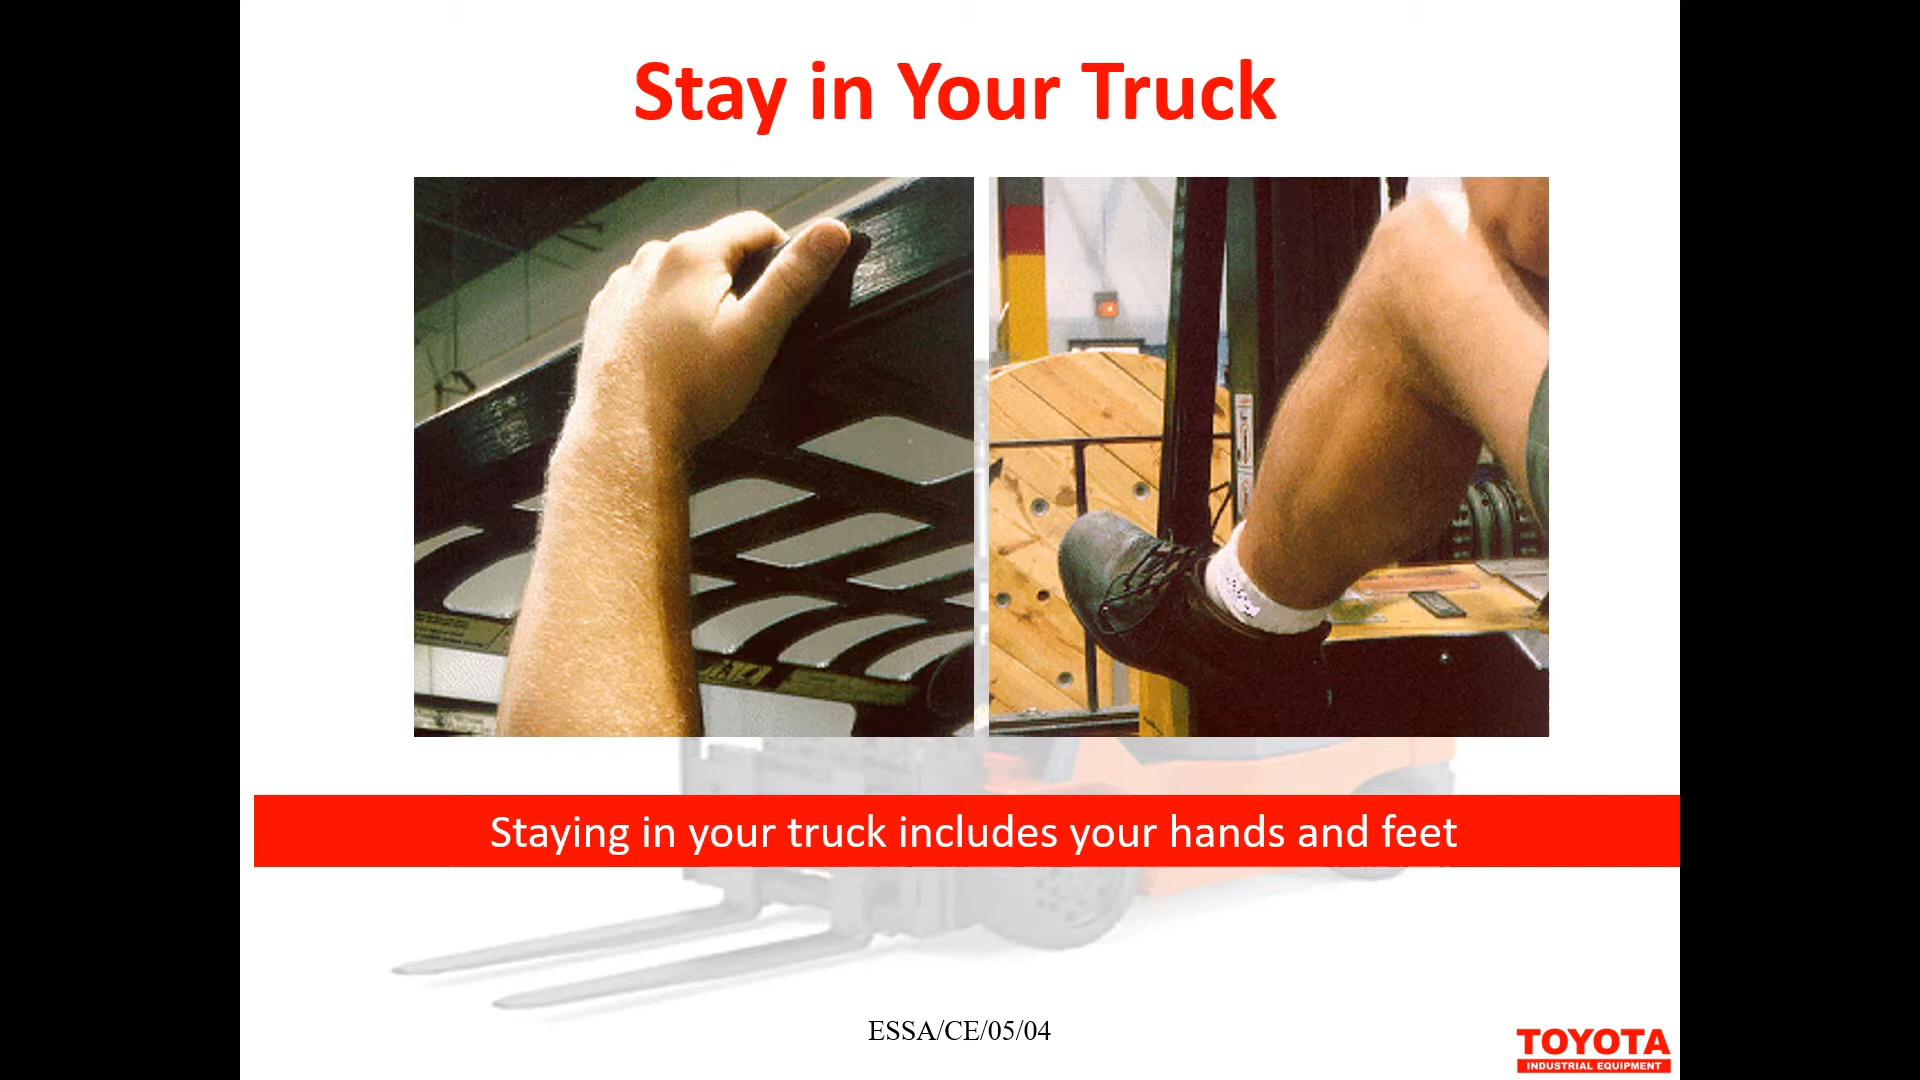 Stay in Your Truck
Staying in your truck includes your hands and feet
ESSA/CE/05/04
TOYOTA
INDUSTRIAL EQUIPMENT